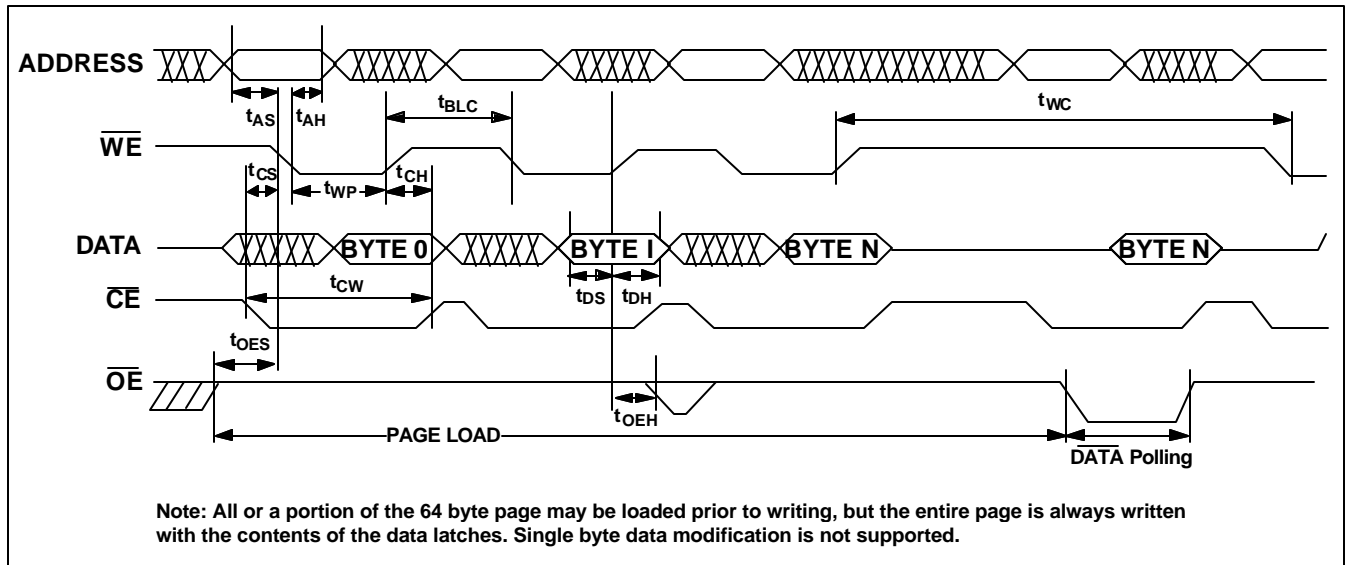 ADDRESS
tAS
tAH
tBLC
tWC
WE
tCS
tWP
tCH
DATA
BYTE 0
BYTE I
BYTE N
BYTE N
tCW
tDS
tDH
CE
tOES
OE
tOEH
PAGE LOAD
DATA Polling
Note: All or a portion of the 64 byte page may be loaded prior to writing, but the entire page is always written
with the contents of the data latches. Single byte data modification is not supported.